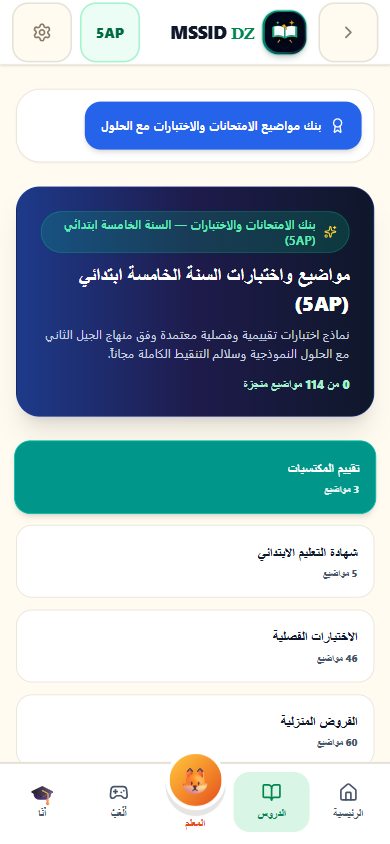 5AP
MSSID DZ
بنك مواضيع الامتحانات والاختبارات مع الحلول
بنك الامتحانات والاختبارات — السنة الخامسة ابتدائي
(5AP)
مواضيع واختبارات السنة الخامسة ابتدائي
(5AP)
نماذج اختبارات تقييمية وفصلية معتمدة وفق منهاج الجيل الثاني
مع الحلول النموذجية وسلالم التنقيط الكاملة مجاناً.
0 من 114 مواضيع منجزة
تقييم المكتسبات
3 مواضيع
شهادة التعليم الابتدائي
5 مواضيع
الاختبارات الفصلية
46 مواضيع
الفروض المنزلية
60 مواضيع
الرئيسية
الدروس
المعلم
ألعَبُ
أنَا